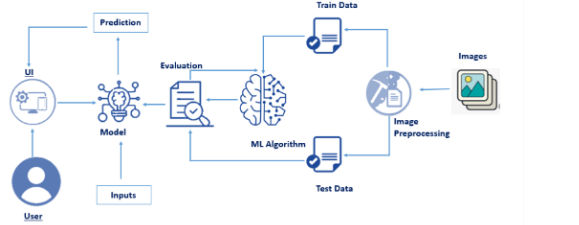 Train Data
Prediction
Images
Evaluation
UI
Model
ML Algorithm
Image
Preprocessing
Test Data
Inputs
User